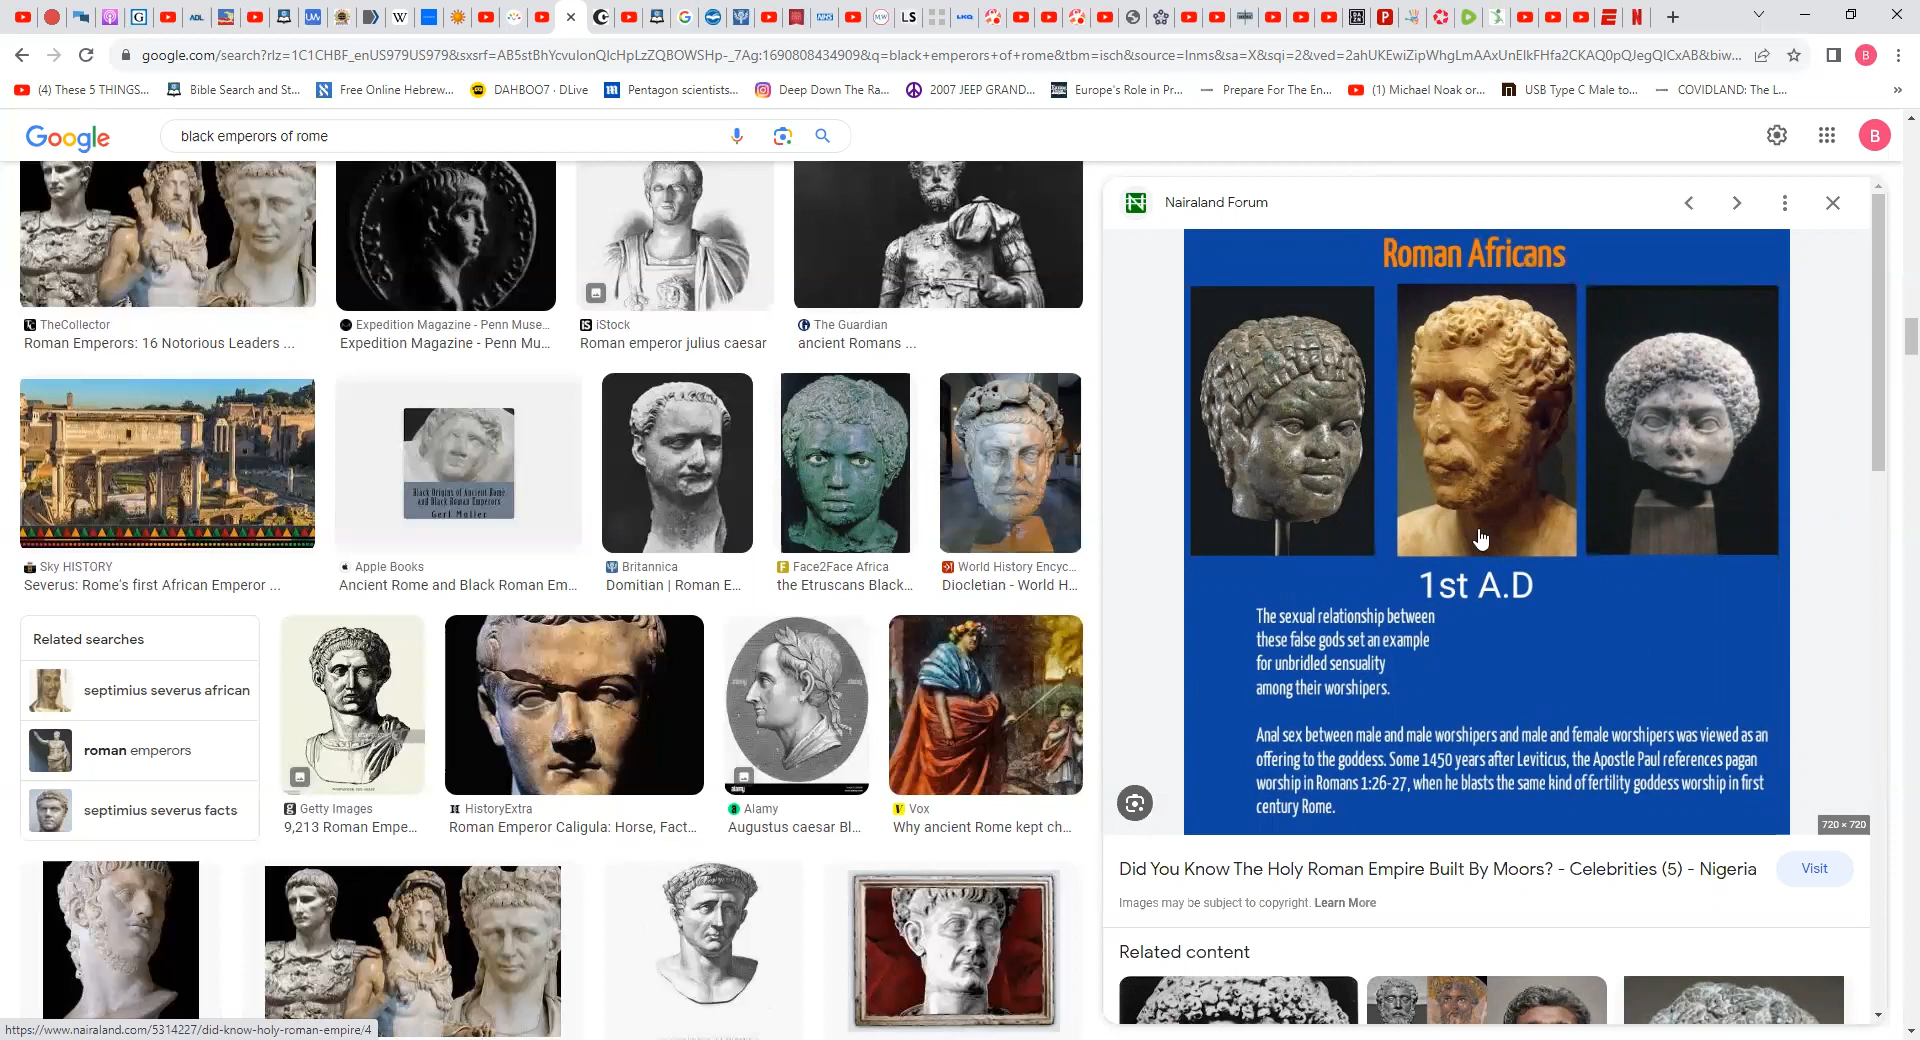 google.com/search?rlz=1C1CHBF_enUS979US979&sxsrf=AB5stBhYcvuIonQIcHpLzZQBOWSHp-_7Ag:1690808434909&q=black+emperors+of+rome&tbm=isch&source=lnms&sa=X&sqi=2&ved=2ahUKEwiZipWhgLmAAxUnElkFHfa2CKAQ0pQJegQICxAB&biw...
B
(4) These 5 THINGS...
Bible Search and St...
Free Online Hebrew...
DAHBOO7 · DLive
Pentagon scientists...
Deep Down The Ra...
2007 JEEP GRAND...
Europe's Role in Pr...
Prepare For The En...
(1) Michael Noak or...
USB Type C Male to...
COVIDLAND: The L...
»
Google
black emperors of rome
B
TheCollector
Roman Emperors: 16 Notorious Leaders ...
Expedition Magazine - Penn Muse...
Expedition Magazine - Penn Mu...
iStock
Roman emperor julius caesar
The Guardian
ancient Romans ...
Black Origins of Ancient Rome
and Black Roman Emperors
Gert Muller
Sky HISTORY
Severus: Rome's first African Emperor ...
Apple Books
Ancient Rome and Black Roman Em...
Britannica
Domitian | Roman E...
Face2Face Africa
the Etruscans Black...
World History Encyc...
Diocletian - World H...
Related searches
septimius severus african
roman emperors
septimius severus facts
Getty Images
9,213 Roman Empe...
HistoryExtra
Roman Emperor Caligula: Horse, Fact...
alamy
Alamy
Augustus caesar Bl...
Vox
Why ancient Rome kept ch...
Nairaland Forum
Roman Africans
1st A.D
The sexual relationship between
these false gods set an example
for unbridled sensuality
among their worshipers.
Anal sex between male and male worshipers and male and female worshipers was viewed as an
offering to the goddess. Some 1450 years after Leviticus, the Apostle Paul references pagan
worship in Romans 1:26-27, when he blasts the same kind of fertility goddess worship in first
century Rome.
720 × 720
Did You Know The Holy Roman Empire Built By Moors? - Celebrities (5) - Nigeria
Visit
Images may be subject to copyright. Learn More
Related content
https://www.nairaland.com/5314227/did-know-holy-roman-empire/4